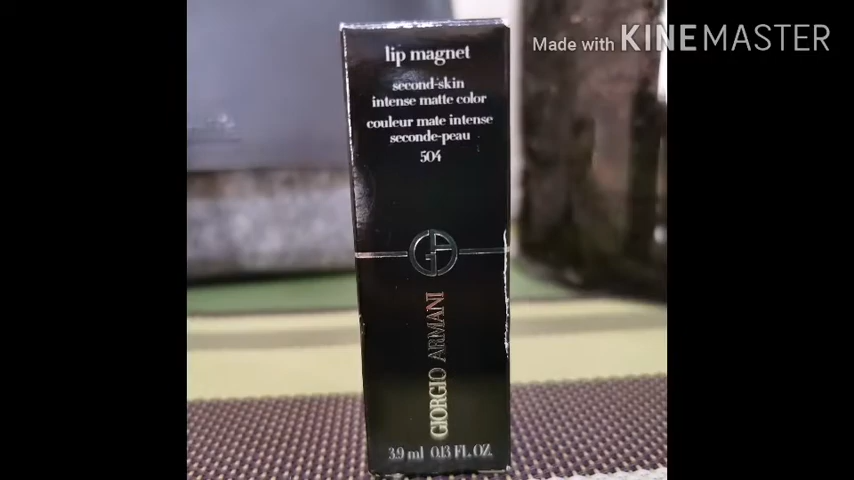 Made with KINEMASTER
lip magnet
second-skin
intense matte color
couleur mate intense
seconde-peau
504
GIORGIO ARMANI
3.9 ml 0.13 FL. OZ.